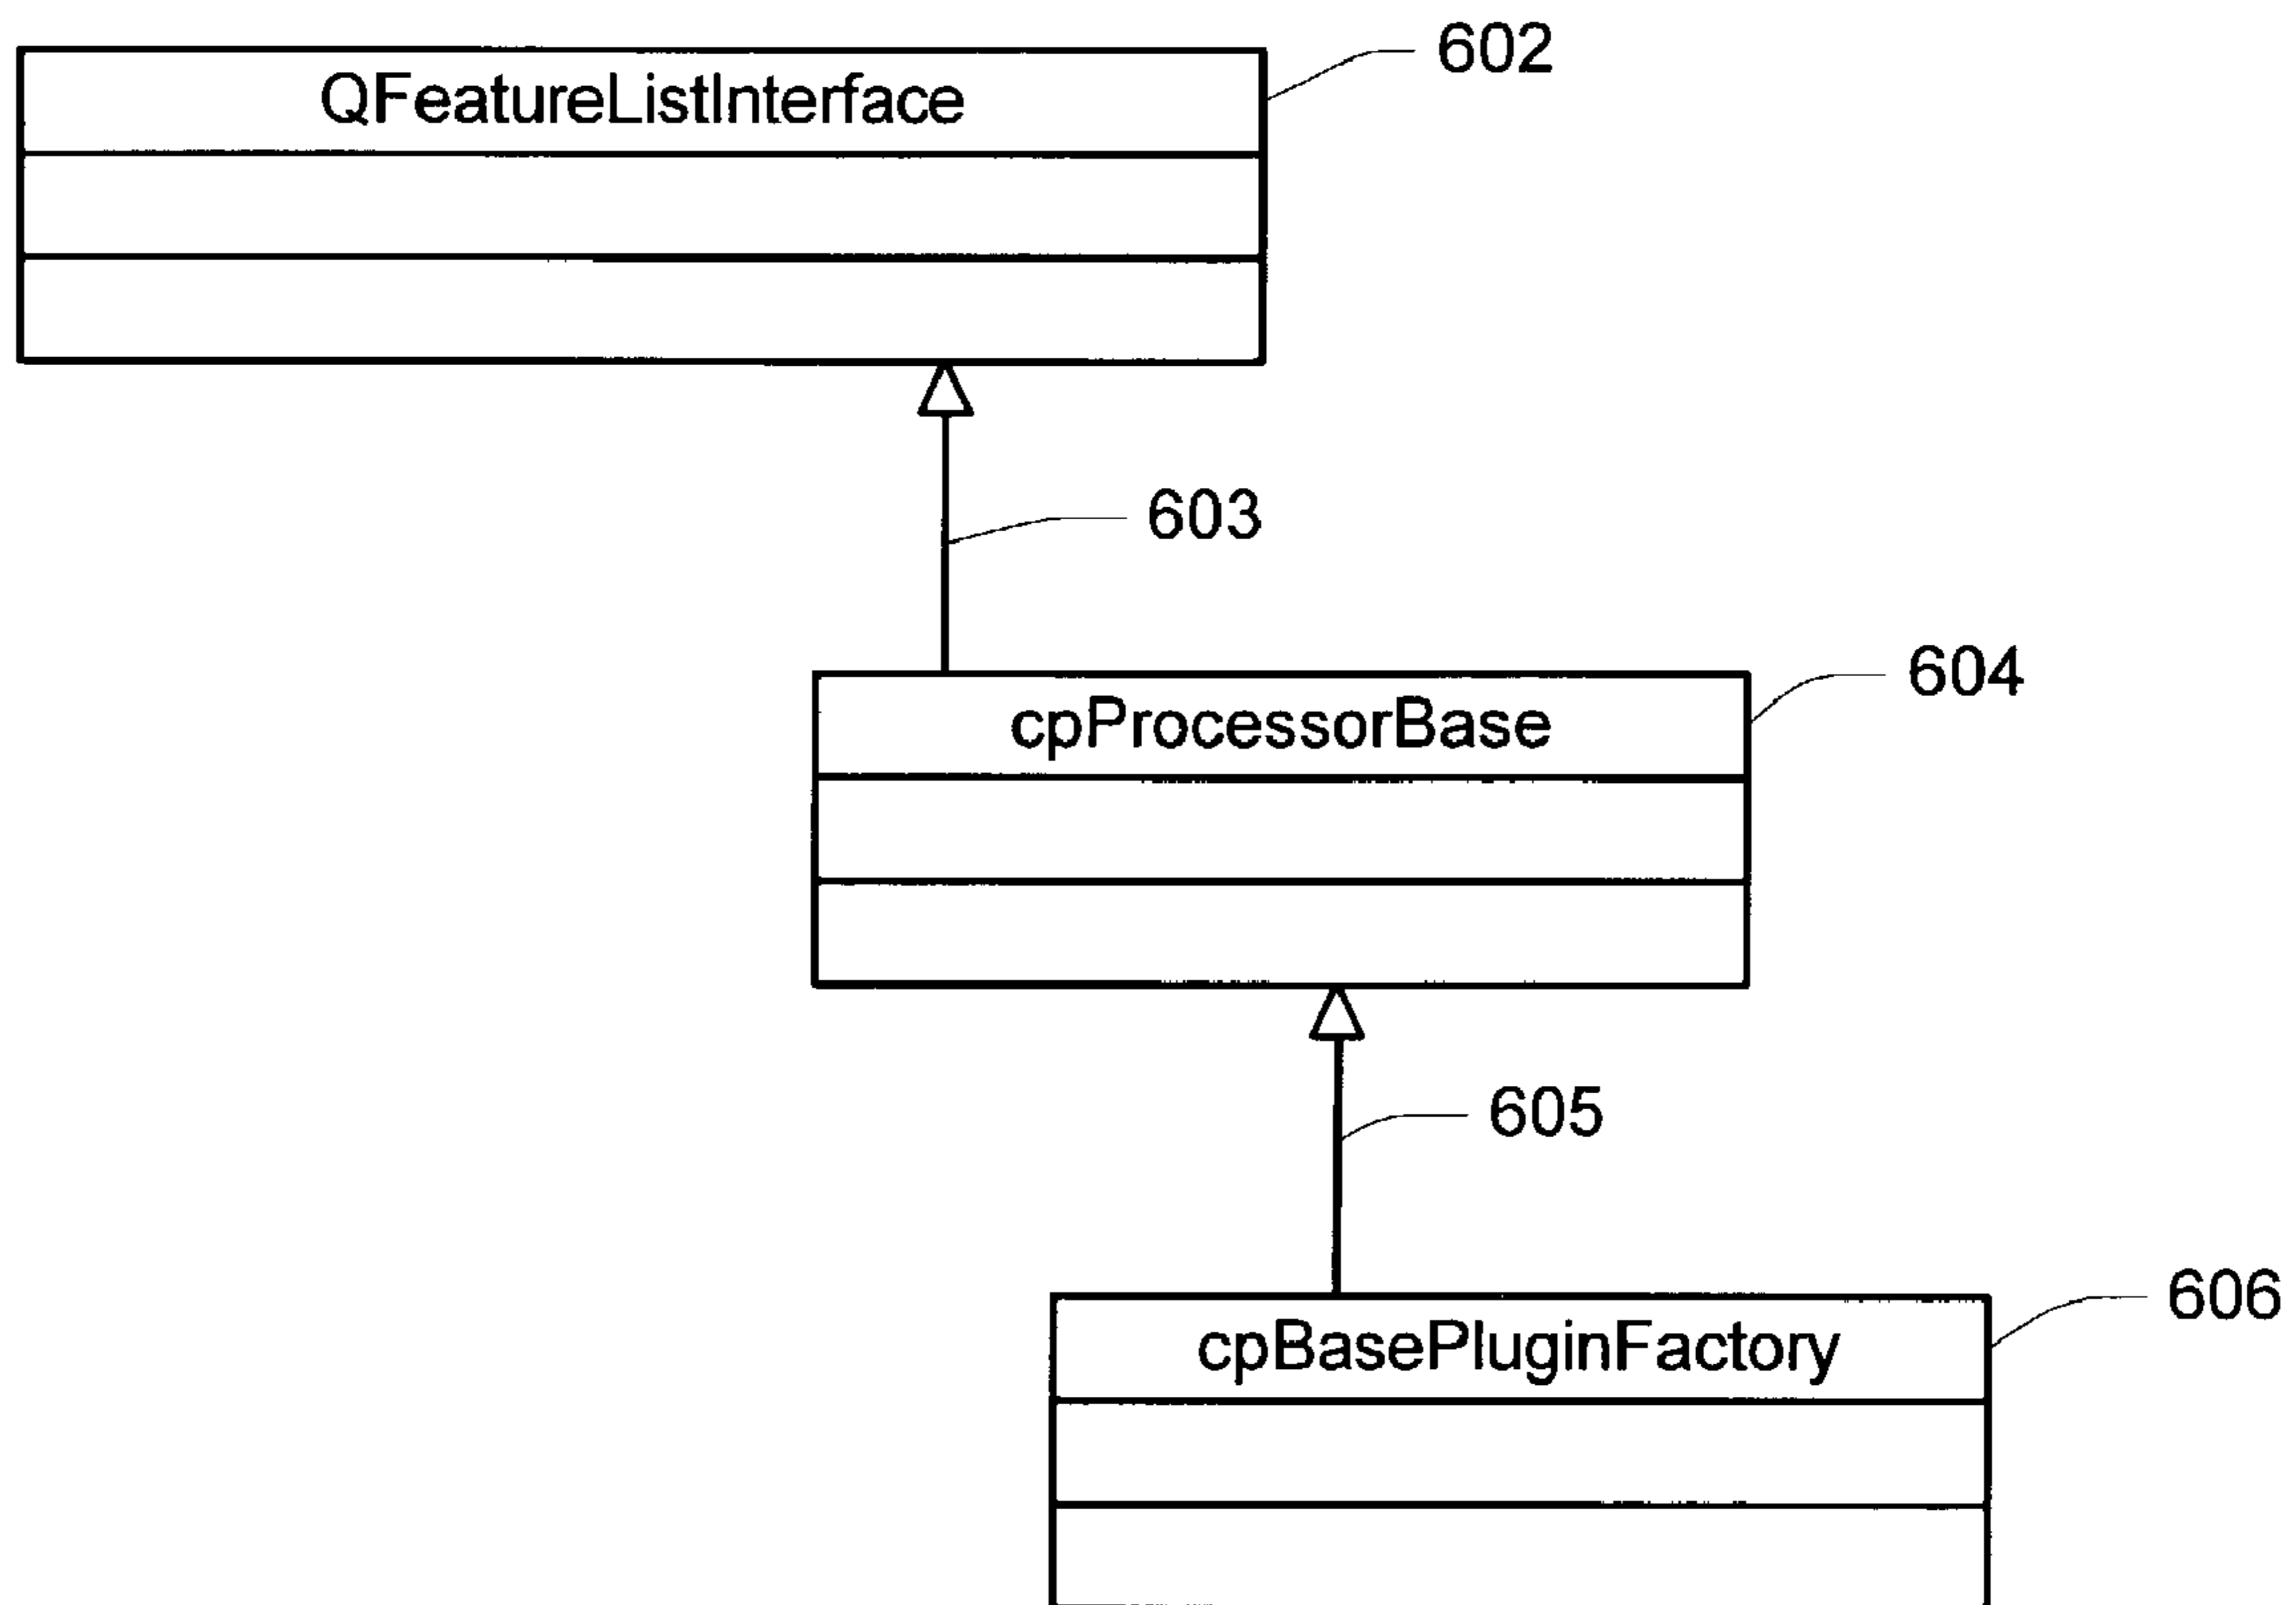 602
QFeatureListInterface
603
604
cpProcessorBase
605
606
cpBasePluginFactory